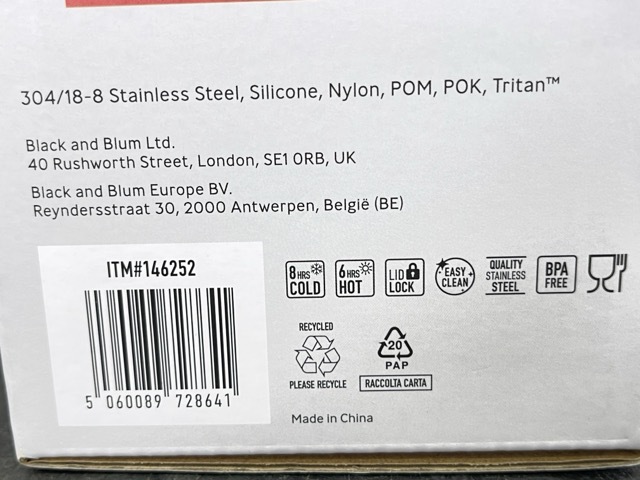 304/18-8 Stainless Steel, Silicone, Nylon, POM, POK, Tritan™
Black and Blum Ltd.
40 Rushworth Street, London, SE1 0RB, UK
Black and Blum Europe BV.
Reyndersstraat 30, 2000 Antwerpen, België (BE)
ITM#146252
5 060089 728641
8 HRS COLD
6 HRS HOT
LID LOCK
EASY CLEAN
QUALITY STAINLESS STEEL
BPA FREE
RECYCLED
PLEASE RECYCLE
20
PAP
RACCOLTA CARTA
Made in China